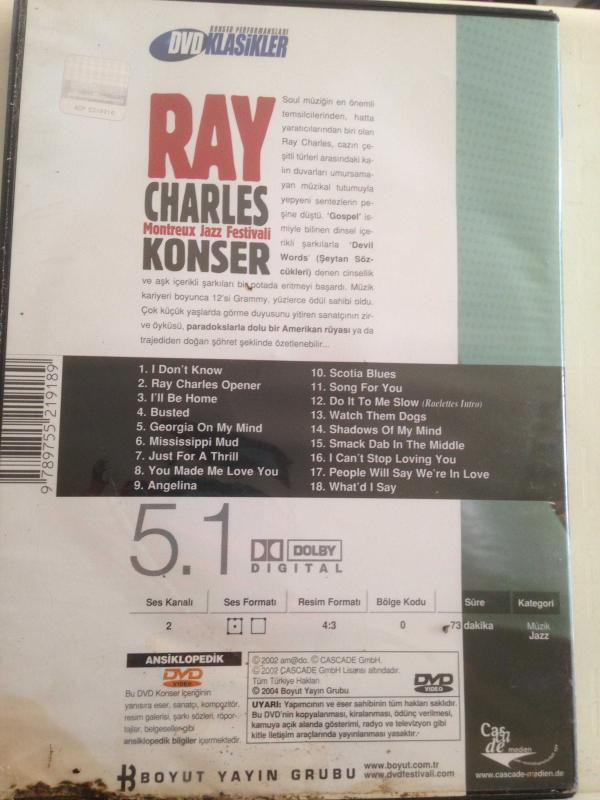 KONSER PERFORMANSLARI
DVD KLASİKLER
RAY
CHARLES
Montreux Jazz Festivali
KONSER
Soul müziğin en önemli
temsilcilerinden, hatta
yaratıcılarından biri olan
Ray Charles, cazın çe-
şitli türleri arasındaki ka-
lın duvarları umursama-
yan müzikal tutumuyla
yepyeni sentezlerin pe-
şine düştü. 'Gospel' is-
miyle bilinen dinsel içe-
rikli şarkılarla 'Devil
Words' (Şeytan Söz-
cükleri) denen cinsellik
ve aşk içerikli şarkıları bir potada eritmeyi başardı. Müzik
kariyeri boyunca 12'si Grammy, yüzlerce ödül sahibi oldu.
Çok küçük yaşlarda görme duyusunu yitiren sanatçının zir-
ve öyküsü, paradokslarla dolu bir Amerikan rüyası ya da
trajediden doğan şöhret şeklinde özetlenebilir...
1. I Don't Know
2. Ray Charles Opener
3. I'll Be Home
4. Busted
5. Georgia On My Mind
6. Mississippi Mud
7. Just For A Thrill
8. You Made Me Love You
9. Angelina
10. Scotia Blues
11. Song For You
12. Do It To Me Slow (Raelettes Intro)
13. Watch Them Dogs
14. Shadows Of My Mind
15. Smack Dab In The Middle
16. I Can't Stop Loving You
17. People Will Say We're In Love
18. What'd I Say
9 789755 219189
5.1
DOLBY
DIGITAL
Ses Kanalı Ses Formatı Resim Formatı Bölge Kodu Süre Kategori
2 4:3 0 73 dakika Müzik
Jazz
ANSİKLOPEDİK
DVD
VIDEO
Bu DVD Konser içeriğinin
yanısıra eser, sanatçı, kompozitör,
resim galerisi, şarkı sözleri, röpor-
tajlar, belgeseller gibi
ansiklopedik bilgiler içermektedir.
© 2002 am@do. © CASCADE GmbH.
© 2002 CASCADE GmbH Lisansı altındadır.
Tüm Türkiye Hakları
© 2004 Boyut Yayın Grubu
DVD
VIDEO
UYARI: Yapımcının ve eser sahibinin tüm hakları saklıdır.
Bu DVD'nin kopyalanması, kiralanması, ödünç verilmesi,
kamuya açık alanda gösterimi, radyo ve televizyon gibi
kitle iletişim araçlarında yayınlanması yasaktır.
Cascade
medien
www.cascade-medien.de
BOYUT YAYIN GRUBU
www.boyut.com.tr
www.dvdfestivali.com